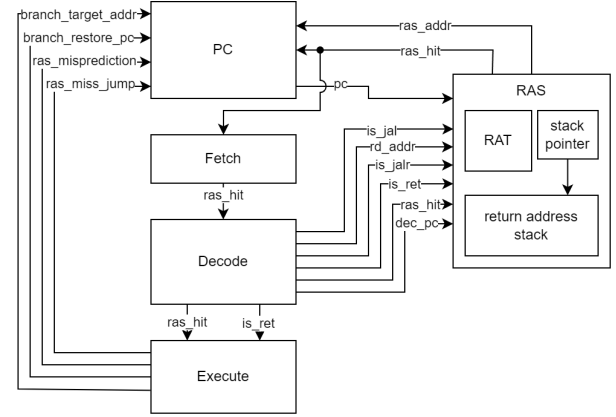 branch_target_addr
branch_restore_pc
ras_misprediction
ras_miss_jump
PC
ras_addr
ras_hit
pc
RAS
RAT
stack
pointer
return address
stack
Fetch
ras_hit
is_jal
rd_addr
is_jalr
is_ret
ras_hit
dec_pc
Decode
ras_hit
is_ret
Execute